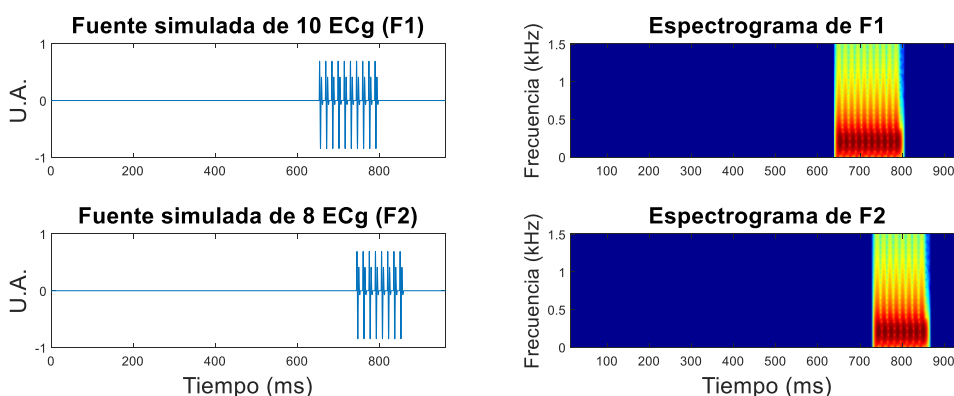 Fuente simulada de 10 ECg (F1)
U.A.
1
0
-1
0
200
400
600
800
Espectrograma de F1
Frecuencia (kHz)
1.5
1
0.5
0
100 200 300 400 500 600 700 800 900
Fuente simulada de 8 ECg (F2)
U.A.
1
0
-1
0
200
400
600
800
Tiempo (ms)
Espectrograma de F2
Frecuencia (kHz)
1.5
1
0.5
0
100 200 300 400 500 600 700 800 900
Tiempo (ms)